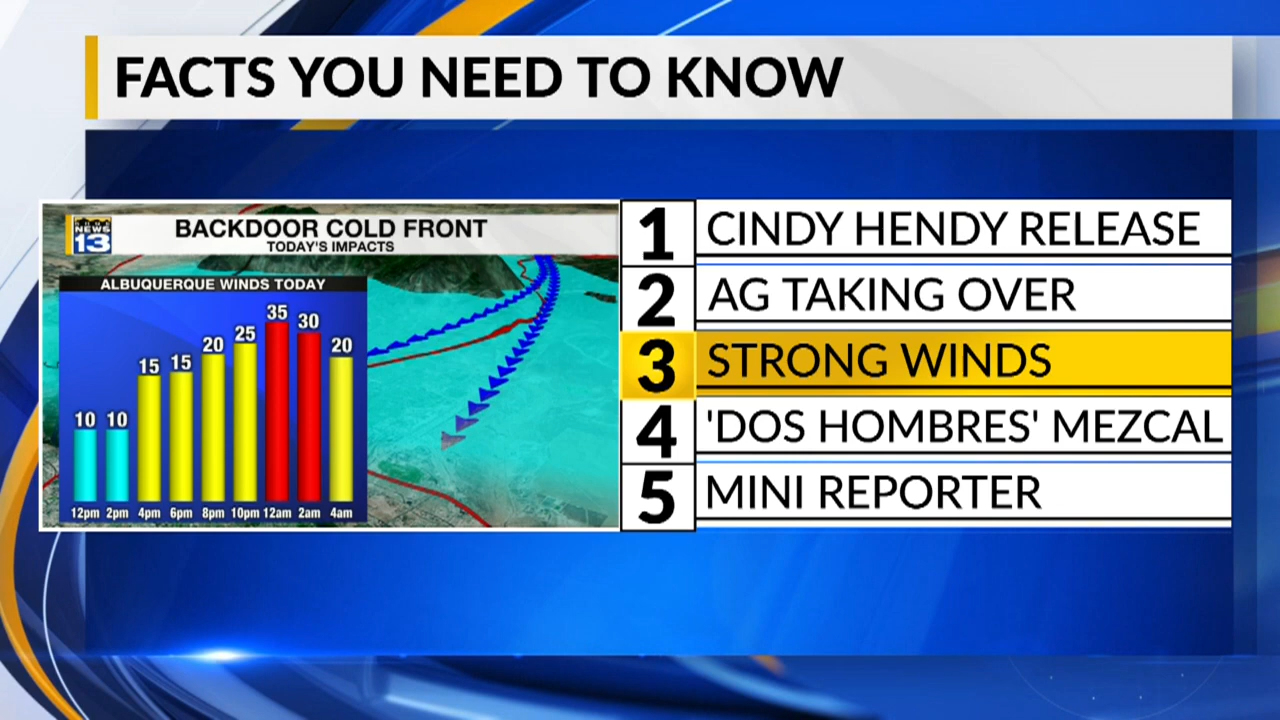 FACTS YOU NEED TO KNOW
NEWS
13
BACKDOOR COLD FRONT
TODAY'S IMPACTS
ALBUQUERQUE WINDS TODAY
10 10 15 15 20 25 35 30 20
12pm 2pm 4pm 6pm 8pm 10pm 12am 2am 4am
1 CINDY HENDY RELEASE
2 AG TAKING OVER
3 STRONG WINDS
4 'DOS HOMBRES' MEZCAL
5 MINI REPORTER